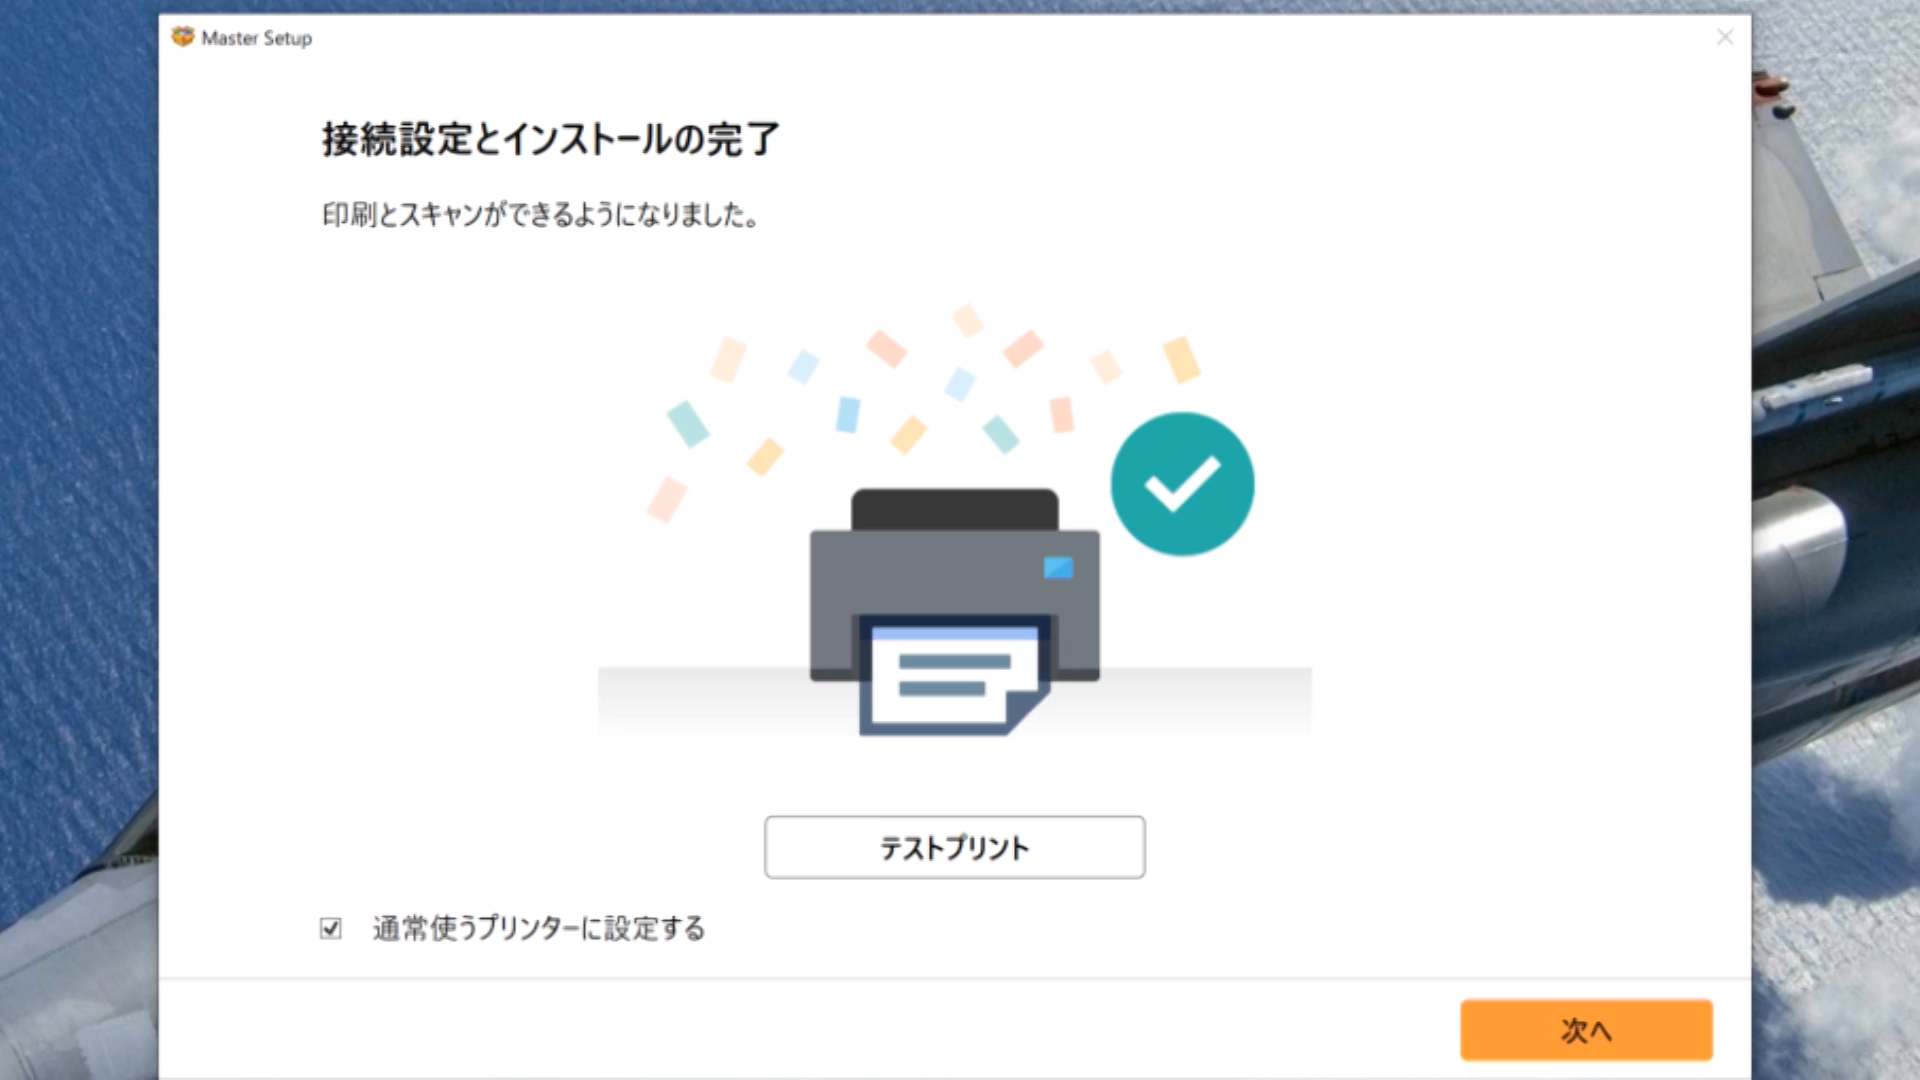 Master Setup
接続設定とインストールの完了
印刷とスキャンができるようになりました。
テストプリント
通常使うプリンターに設定する
次へ